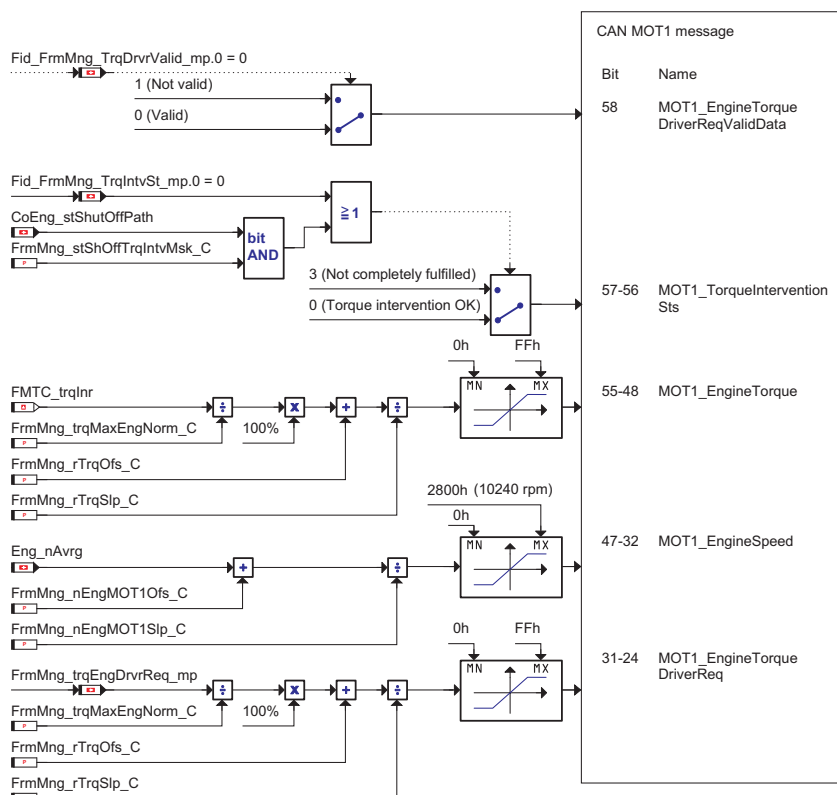 CAN MOT1 message
Bit Name
Fid_FrmMng_TrqDrvrValid_mp.0 = 0
1 (Not valid)
0 (Valid)
58 MOT1_EngineTorque
DriverReqValidData
Fid_FrmMng_TrqIntvSt_mp.0 = 0
≧1
CoEng_stShutOffPath
bit
AND
FrmMng_stShOffTrqIntvMsk_C
P
3 (Not completely fulfilled)
0 (Torque intervention OK)
57-56 MOT1_TorqueIntervention
Sts
0h FFh
MN MX
55-48 MOT1_EngineTorque
FMTC_trqInr
÷ x + ÷
FrmMng_trqMaxEngNorm_C
P
100%
FrmMng_rTrqOfs_C
P
FrmMng_rTrqSlp_C
P
2800h (10240 rpm)
0h
MN MX
47-32 MOT1_EngineSpeed
Eng_nAvrg
+ ÷
FrmMng_nEngMOT1Ofs_C
P
FrmMng_nEngMOT1Slp_C
P
0h FFh
MN MX
31-24 MOT1_EngineTorque
DriverReq
FrmMng_trqEngDrvrReq_mp
÷ x + ÷
FrmMng_trqMaxEngNorm_C
P
100%
FrmMng_rTrqOfs_C
P
FrmMng_rTrqSlp_C